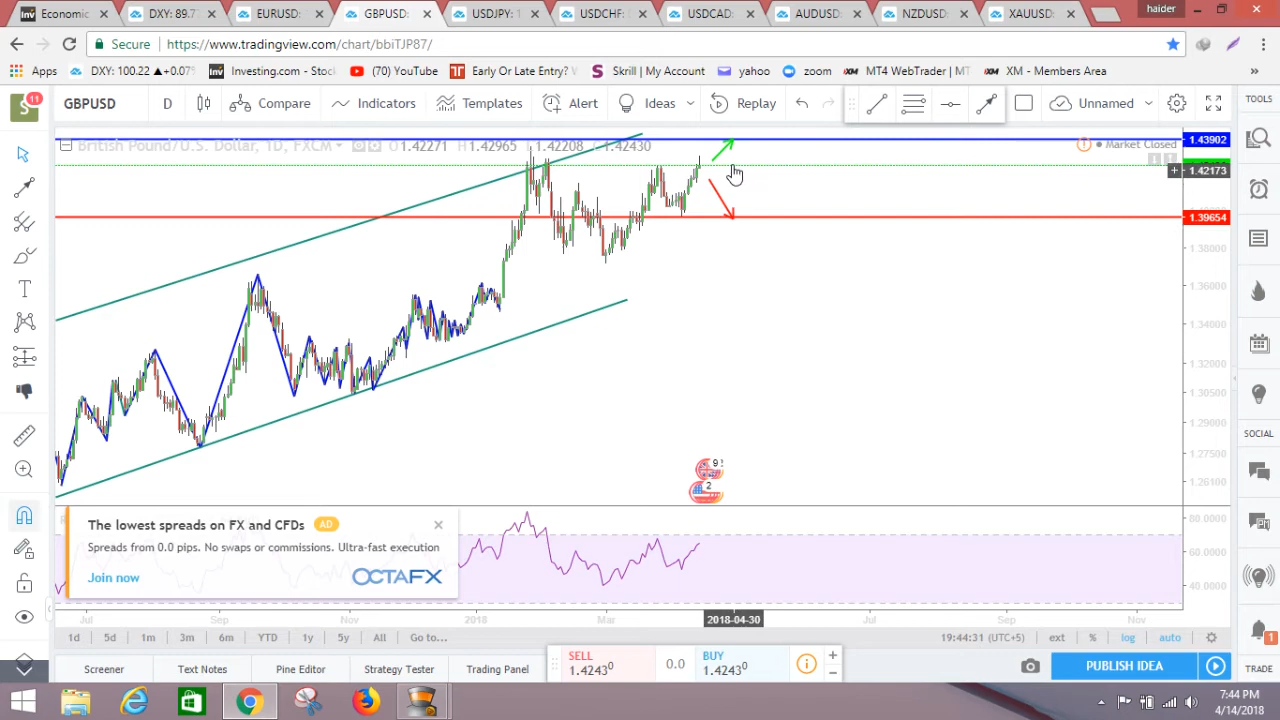 Economic
DXY: 89.7
EURUSD:
GBPUSD:
USDJPY: 1
USDCHF:
USDCAD:
AUDUSD:
NZDUSD:
XAUUSD:
haider
Secure
https://www.tradingview.com/chart/bbiTJP87/
Apps
DXY: 100.22 ▲+0.07%
Investing.com - Stock
(70) YouTube
Early Or Late Entry?
Skrill | My Account
yahoo
zoom
MT4 WebTrader | MT
XM - Members Area
»
S
11
GBPUSD
D
Compare
Indicators
Templates
Alert
Ideas
Replay
Unnamed
TOOLS
British Pound/U.S. Dollar, 1D, FXCM
O1.42271 H1.42965 L1.42208 C1.42430
Market Closed
1.43902
1.42173
1.39654
1.38000
1.36000
1.34000
1.32000
1.30500
1.29000
1.27500
1.26100
SOCIAL
9
2
The lowest spreads on FX and CFDs
AD
Spreads from 0.0 pips. No swaps or commissions. Ultra-fast execution
Join now
OCTAFX
80.0000
60.0000
40.0000
Jul
Sep
Nov
2018
Mar
2018-04-30
Jul
Sep
Nov
1
1d
5d
1m
3m
6m
YTD
1y
5y
All
Go to...
19:44:31 (UTC+5)
ext
%
log
auto
Screener
Text Notes
Pine Editor
Strategy Tester
Trading Panel
SELL
1.4243⁰
0.0
BUY
1.4243⁰
PUBLISH IDEA
TRADE
7:44 PM
4/14/2018